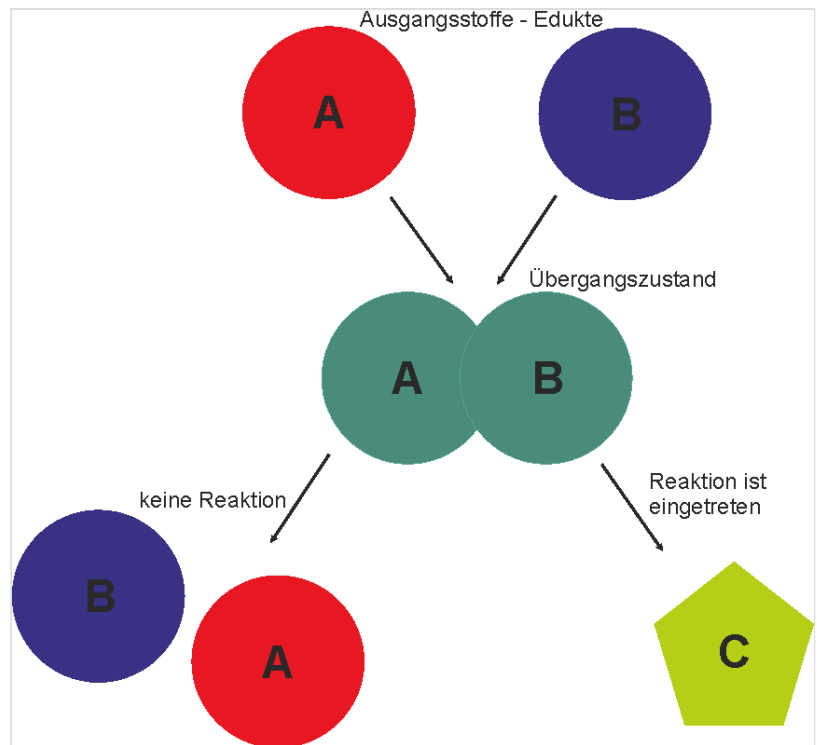 Ausgangsstoffe - Edukte
A
B
Übergangszustand
A
B
keine Reaktion
Reaktion ist
eingetreten
B
A
C